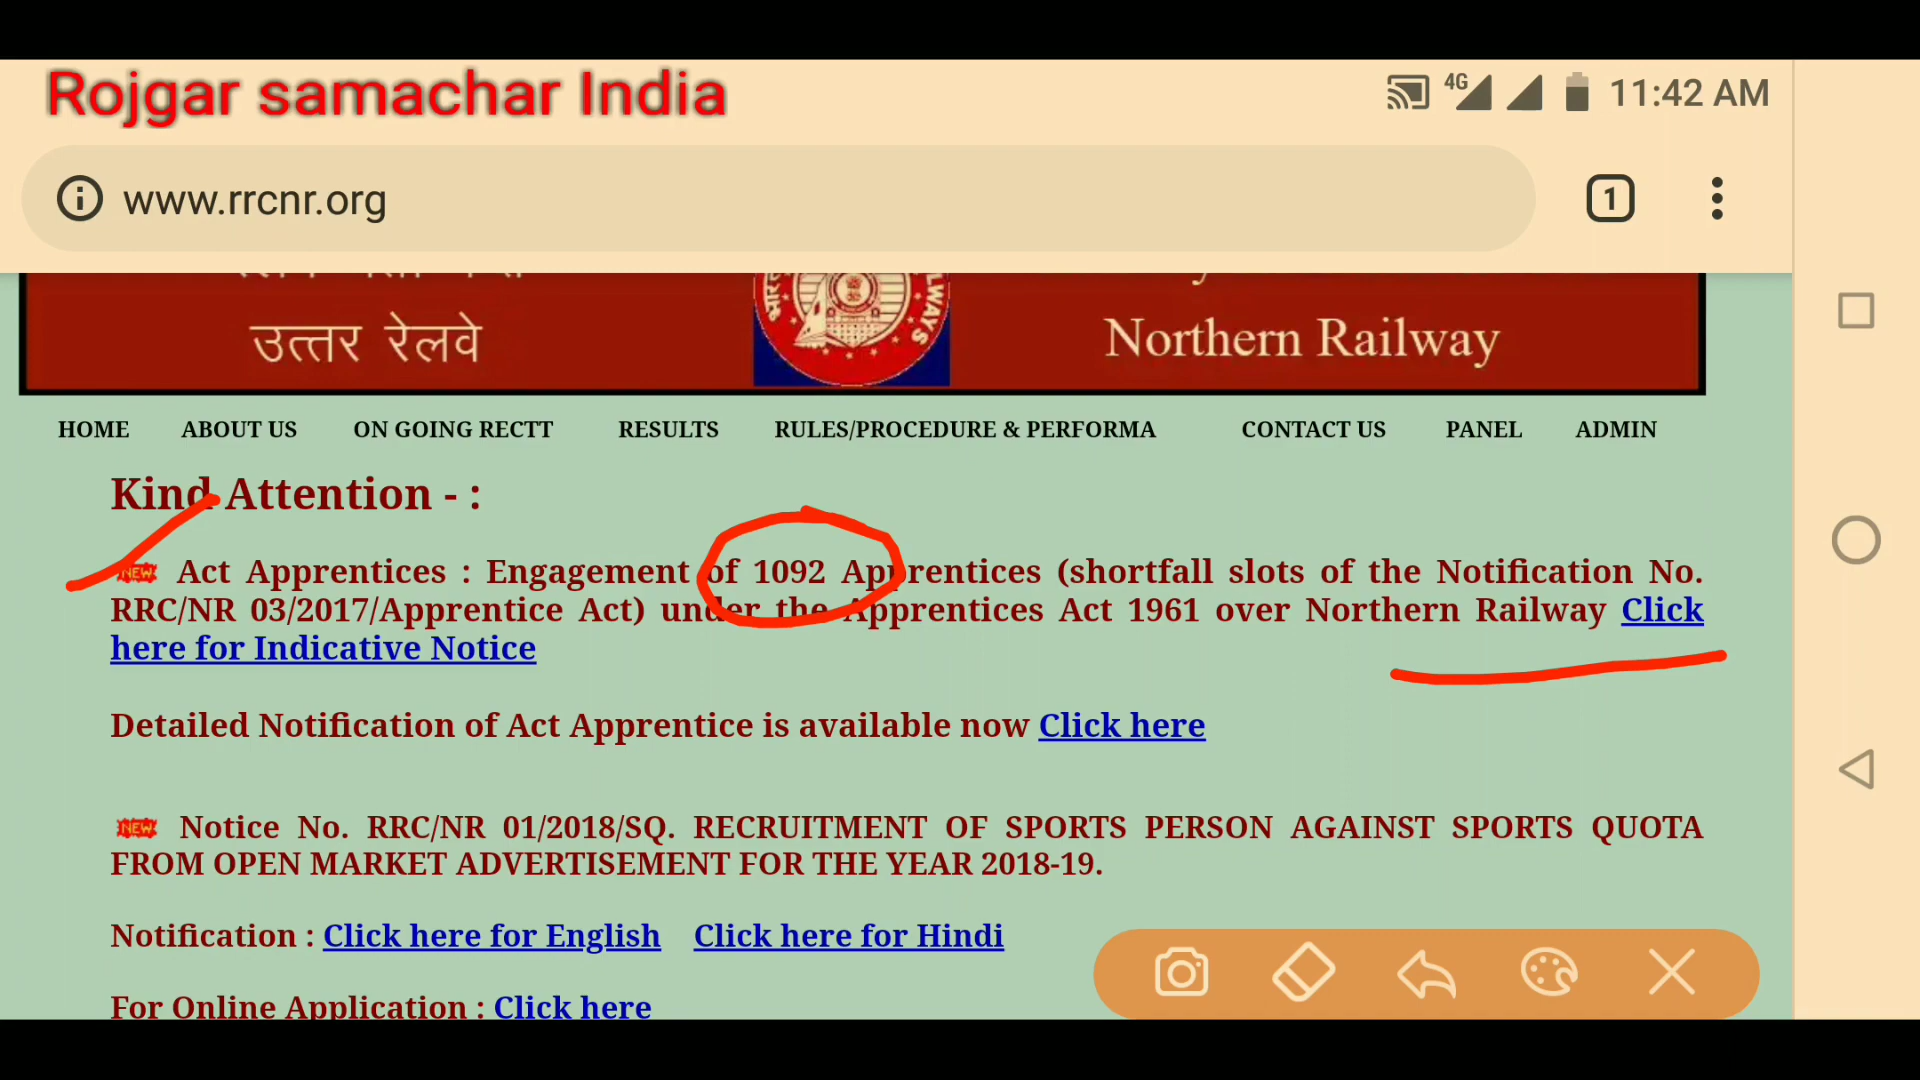 Rojgar samachar India
4G 11:42 AM
www.rrcnr.org
1
उत्तर रेलवे
Northern Railway
HOME ABOUT US ON GOING RECTT RESULTS RULES/PROCEDURE & PERFORMA CONTACT US PANEL ADMIN
Kind Attention - :
NEW Act Apprentices : Engagement of 1092 Apprentices (shortfall slots of the Notification No.
RRC/NR 03/2017/Apprentice Act) under the Apprentices Act 1961 over Northern Railway Click
here for Indicative Notice
Detailed Notification of Act Apprentice is available now Click here
NEW Notice No. RRC/NR 01/2018/SQ. RECRUITMENT OF SPORTS PERSON AGAINST SPORTS QUOTA
FROM OPEN MARKET ADVERTISEMENT FOR THE YEAR 2018-19.
Notification : Click here for English Click here for Hindi
For Online Application : Click here